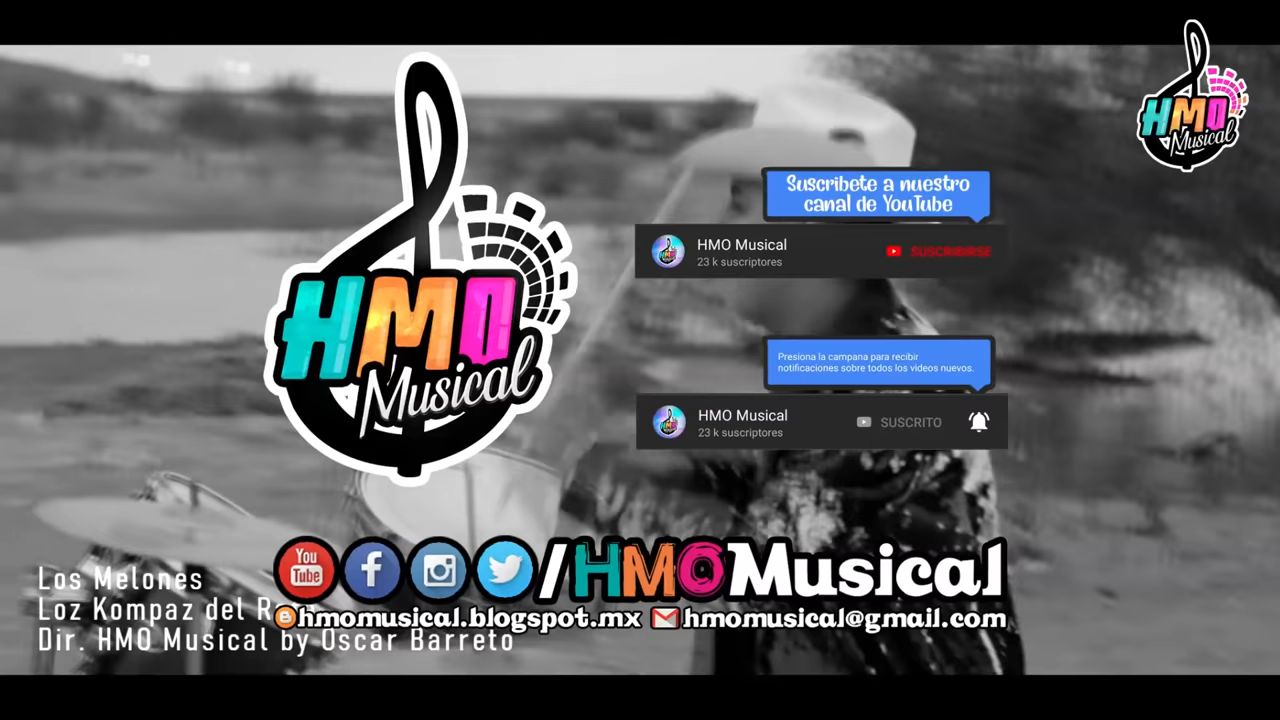 HMO
Musical
HMO
Musical
Suscríbete a nuestro
canal de YouTube
HMO Musical
23 k suscriptores
SUSCRIBIRSE
Presiona la campana para recibir
notificaciones sobre todos los videos nuevos.
HMO Musical
23 k suscriptores
SUSCRITO
You
Tube
/HMOMusical
Los Melones
Loz Kompaz del
hmomusical.blogspot.mx hmomusical@gmail.com
Dir. HMO Musical by Oscar Barreto